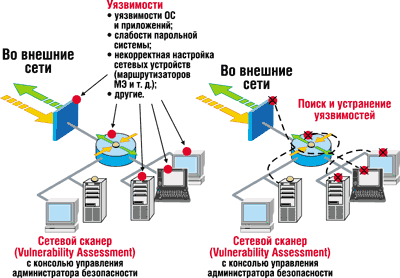 Уязвимости
• уязвимости ОС
и приложений;
• слабости парольной
системы;
• некорректная настройка
сетевых устройств
(маршрутизаторов
МЭ и т. д.);
• другие.
Во внешние
сети
Сетевой сканер
(Vulnerability Assessment)
с консолью управления
администратора безопасности
Во внешние
сети
Поиск и устранение
уязвимостей
Сетевой сканер
(Vulnerability Assessment)
с консолью управления
администратора безопасности